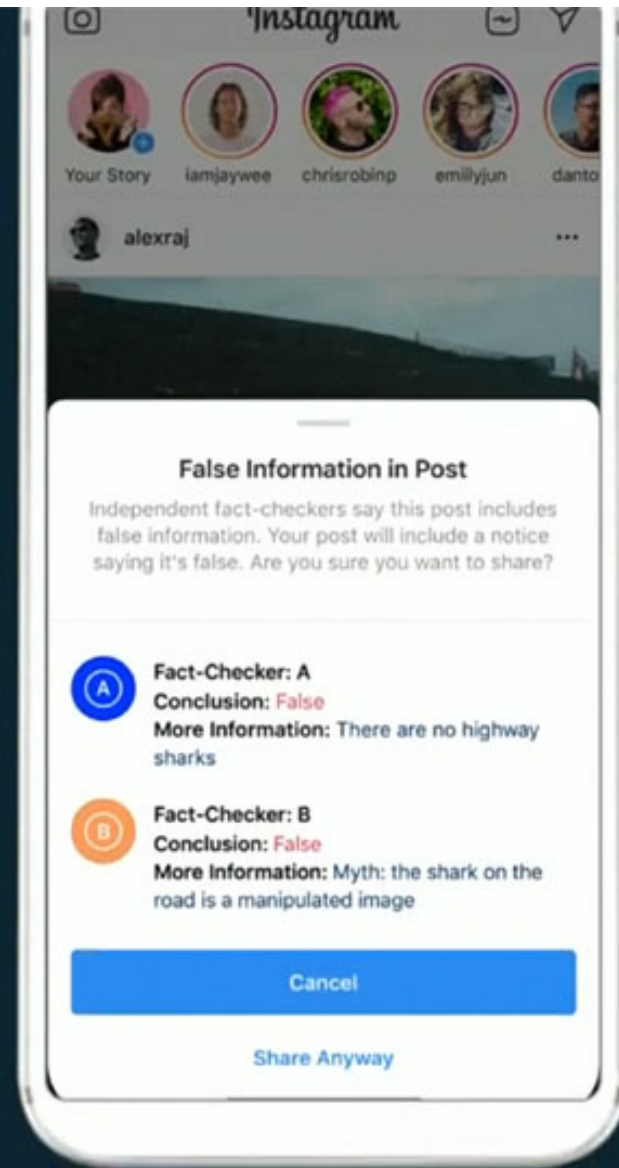 Instagram
Your Story
iamjaywee
chrisrobinp
emiilyjun
danto
alexraj
False Information in Post
Independent fact-checkers say this post includes
false information. Your post will include a notice
saying it's false. Are you sure you want to share?
A
Fact-Checker: A
Conclusion: False
More Information: There are no highway
sharks
B
Fact-Checker: B
Conclusion: False
More Information: Myth: the shark on the
road is a manipulated image
Cancel
Share Anyway